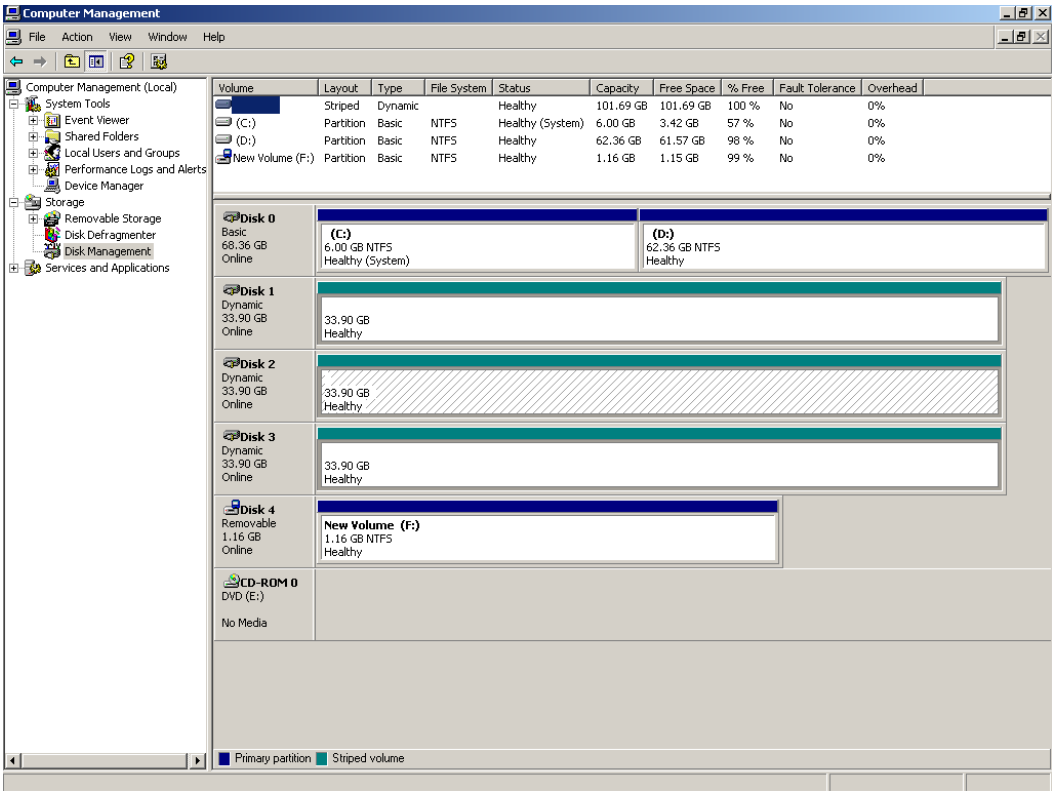 Computer Management
File Action View Window Help
Computer Management (Local)
System Tools
Event Viewer
Shared Folders
Local Users and Groups
Performance Logs and Alerts
Device Manager
Storage
Removable Storage
Disk Defragmenter
Disk Management
Services and Applications
Volume Layout Type File System Status Capacity Free Space % Free Fault Tolerance Overhead
Striped Dynamic Healthy 101.69 GB 101.69 GB 100 % No 0%
(C:) Partition Basic NTFS Healthy (System) 6.00 GB 3.42 GB 57 % No 0%
(D:) Partition Basic NTFS Healthy 62.36 GB 61.57 GB 98 % No 0%
New Volume (F:) Partition Basic NTFS Healthy 1.16 GB 1.15 GB 99 % No 0%
Disk 0
Basic
68.36 GB
Online
(C:)
6.00 GB NTFS
Healthy (System)
(D:)
62.36 GB NTFS
Healthy
Disk 1
Dynamic
33.90 GB
Online
33.90 GB
Healthy
Disk 2
Dynamic
33.90 GB
Online
33.90 GB
Healthy
Disk 3
Dynamic
33.90 GB
Online
33.90 GB
Healthy
Disk 4
Removable
1.16 GB
Online
New Volume (F:)
1.16 GB NTFS
Healthy
CD-ROM 0
DVD (E:)
No Media
Primary partition Striped volume